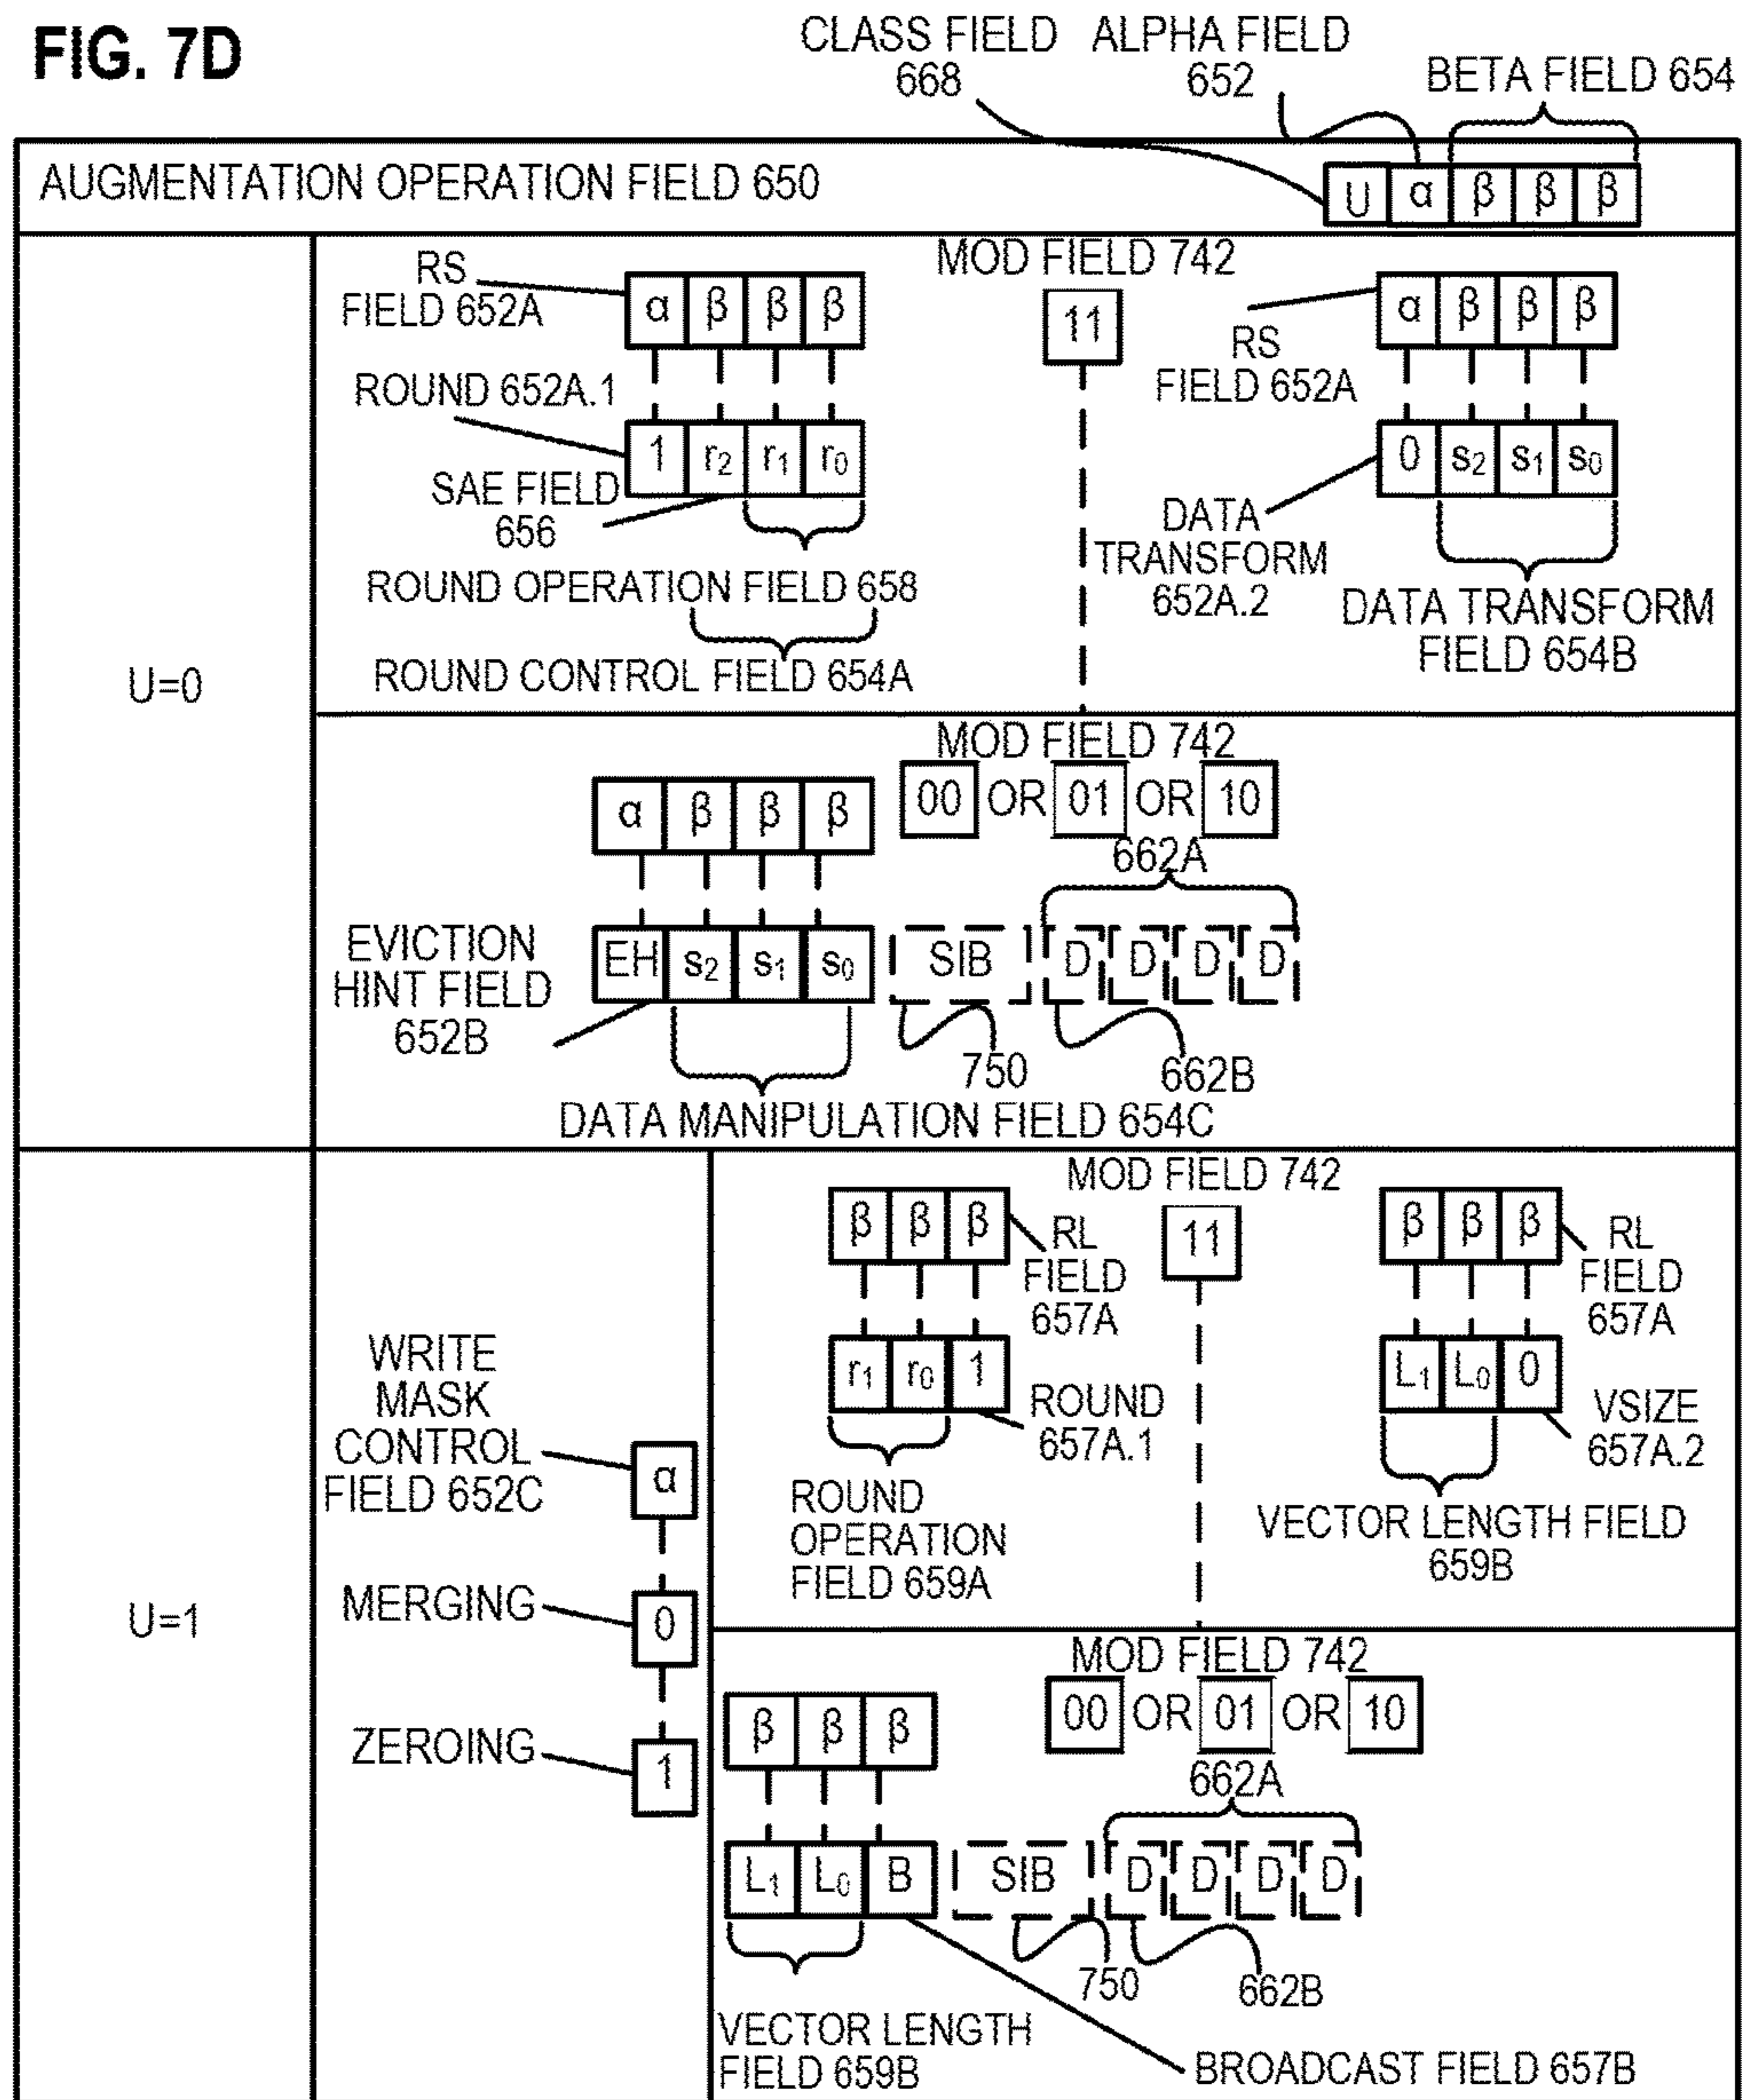 FIG. 7D
CLASS FIELD
668
ALPHA FIELD
652
BETA FIELD 654
AUGMENTATION OPERATION FIELD 650
U α β β β
U=0
RS
FIELD 652A
α β β β
MOD FIELD 742
11
α β β β
RS
FIELD 652A
ROUND 652A.1
1 r2 r1 r0
0 s2 s1 s0
SAE FIELD
656
DATA
TRANSFORM
652A.2
ROUND OPERATION FIELD 658
ROUND CONTROL FIELD 654A
DATA TRANSFORM
FIELD 654B
MOD FIELD 742
00 OR 01 OR 10
α β β β
662A
EVICTION
HINT FIELD
652B
EH s2 s1 s0 SIB D D D D
750
662B
DATA MANIPULATION FIELD 654C
U=1
WRITE
MASK
CONTROL
FIELD 652C
α
MERGING
0
ZEROING
1
MOD FIELD 742
11
β β β
RL
FIELD
657A
r1 r0 1
ROUND
657A.1
ROUND
OPERATION
FIELD 659A
β β β
RL
FIELD
657A
L1 L0 0
VSIZE
657A.2
VECTOR LENGTH FIELD
659B
MOD FIELD 742
00 OR 01 OR 10
β β β
662A
L1 L0 B SIB D D D D
750
662B
VECTOR LENGTH
FIELD 659B
BROADCAST FIELD 657B